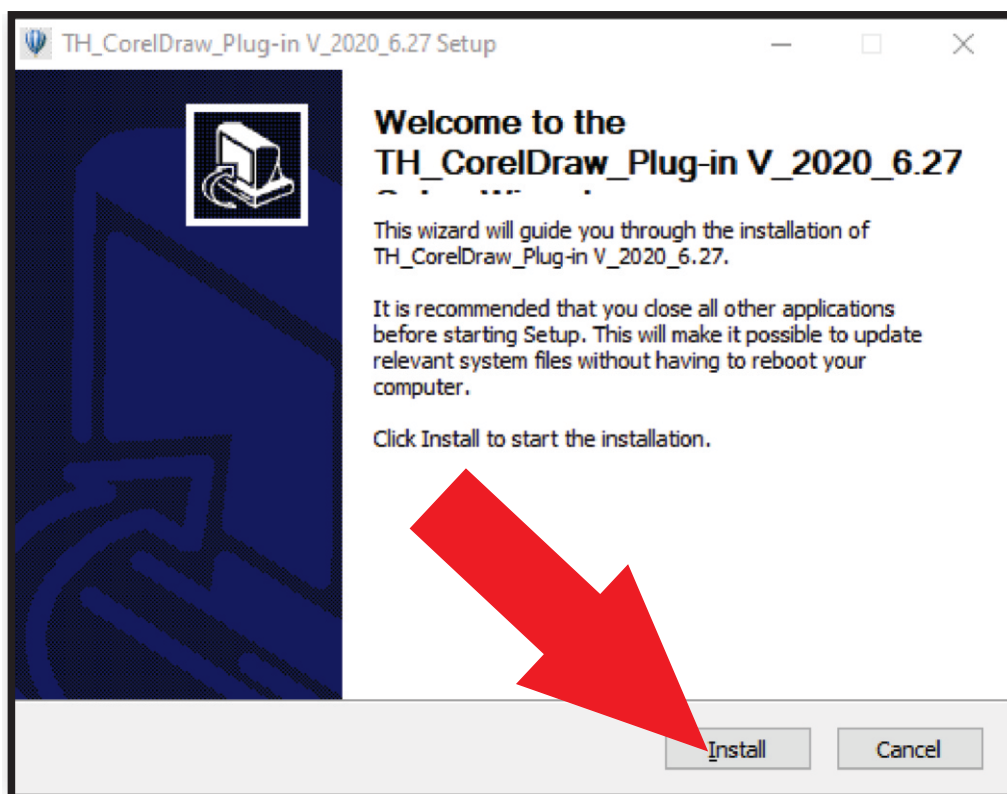 TH_CorelDraw_Plug-in V_2020_6.27 Setup
Welcome to the
TH_CorelDraw_Plug-in V_2020_6.27
This wizard will guide you through the installation of
TH_CorelDraw_Plug-in V_2020_6.27.
It is recommended that you close all other applications
before starting Setup. This will make it possible to update
relevant system files without having to reboot your
computer.
Click Install to start the installation.
Install
Cancel